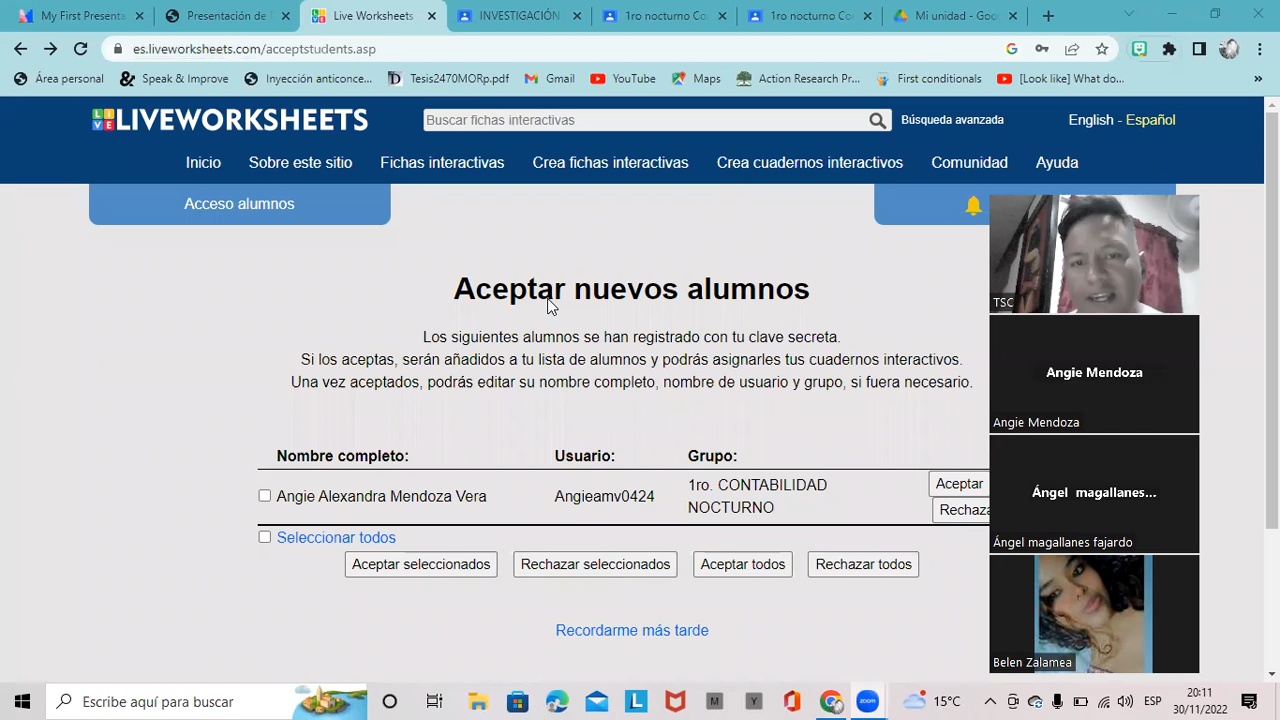 My First Presenta
Presentación de
Live Worksheets
INVESTIGACIÓN
1ro nocturno Co
1ro nocturno Co
Mi unidad - Goo
es.liveworksheets.com/acceptstudents.asp
Área personal
Speak & Improve
Inyección anticonce...
Tesis2470MORp.pdf
Gmail
YouTube
Maps
Action Research Pr...
First conditionals
[Look like] What do...
LIVEWORKSHEETS
Buscar fichas interactivas
Búsqueda avanzada
English - Español
Inicio
Sobre este sitio
Fichas interactivas
Crea fichas interactivas
Crea cuadernos interactivos
Comunidad
Ayuda
Acceso alumnos
Aceptar nuevos alumnos
Los siguientes alumnos se han registrado con tu clave secreta.
Si los aceptas, serán añadidos a tu lista de alumnos y podrás asignarles tus cuadernos interactivos.
Una vez aceptados, podrás editar su nombre completo, nombre de usuario y grupo, si fuera necesario.
Nombre completo:
Usuario:
Grupo:
Angie Alexandra Mendoza Vera
Angieamv0424
1ro. CONTABILIDAD
NOCTURNO
Aceptar
Rechaza
Seleccionar todos
Aceptar seleccionados
Rechazar seleccionados
Aceptar todos
Rechazar todos
Recordarme más tarde
TSC
Angie Mendoza
Angie Mendoza
Ángel magallanes...
Ángel magallanes fajardo
Belen Zalamea
Escribe aquí para buscar
15°C
ESP
20:11
30/11/2022